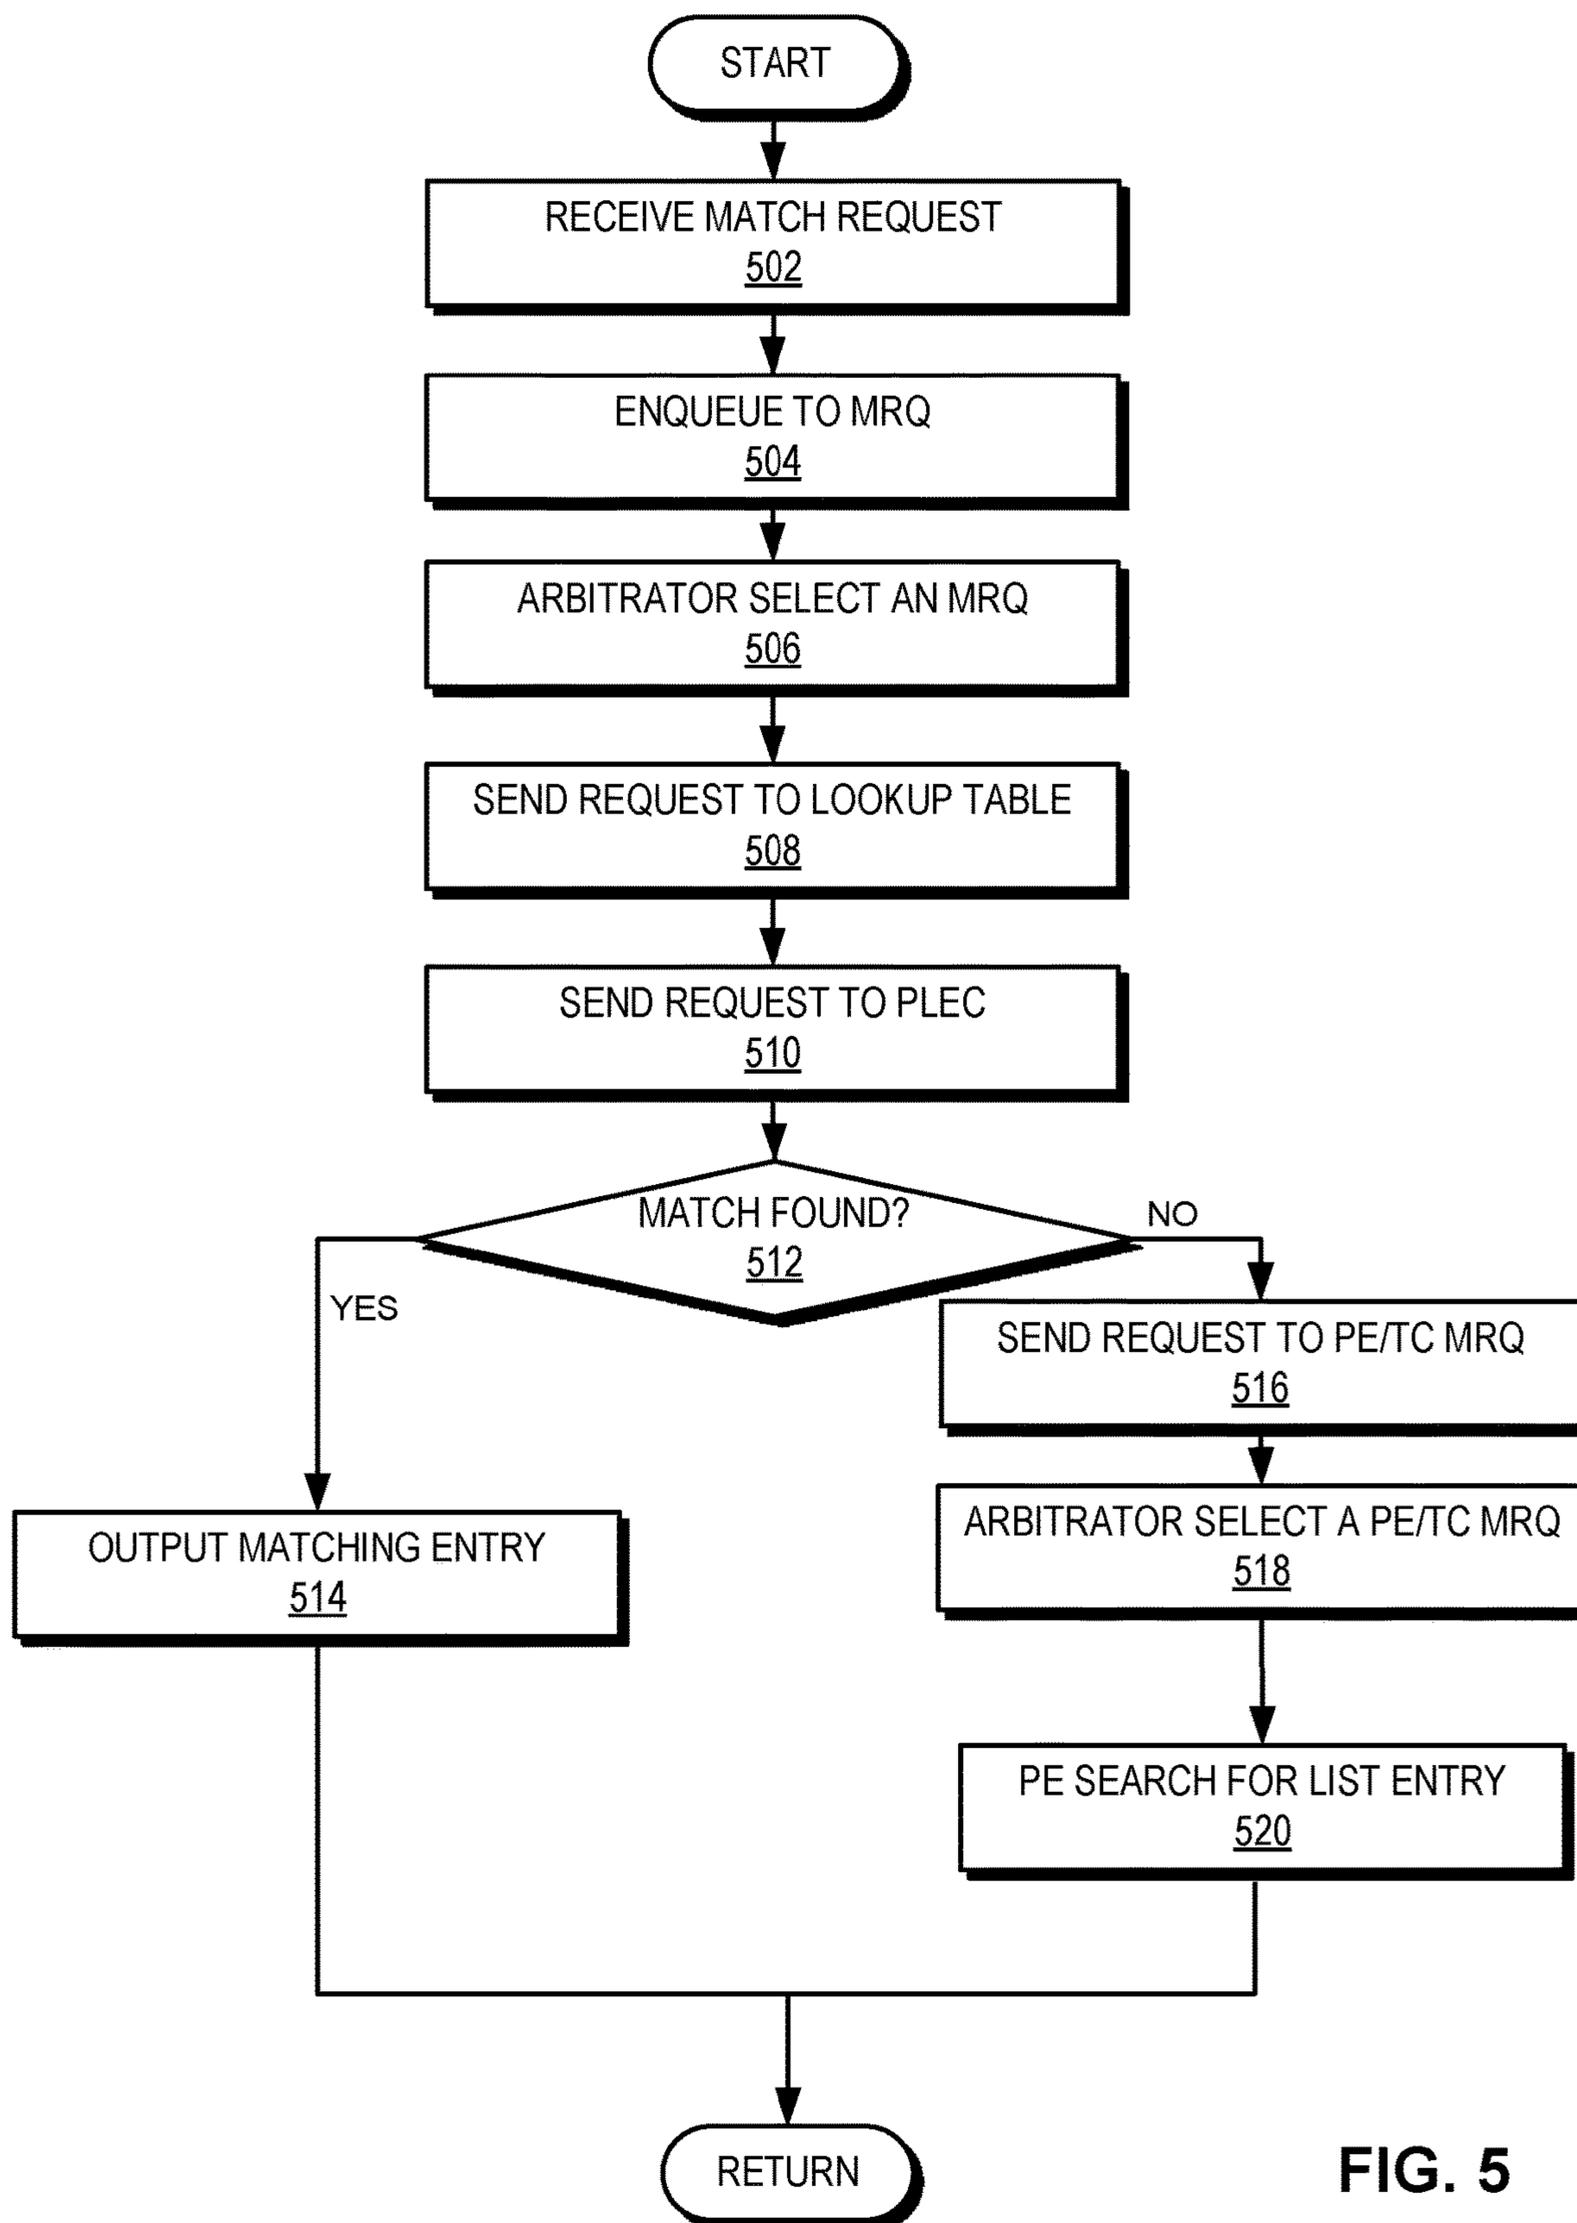 START
RECEIVE MATCH REQUEST
502
ENQUEUE TO MRQ
504
ARBITRATOR SELECT AN MRQ
506
SEND REQUEST TO LOOKUP TABLE
508
SEND REQUEST TO PLEC
510
MATCH FOUND?
512
NO
YES
SEND REQUEST TO PE/TC MRQ
516
ARBITRATOR SELECT A PE/TC MRQ
518
OUTPUT MATCHING ENTRY
514
PE SEARCH FOR LIST ENTRY
520
RETURN
FIG. 5